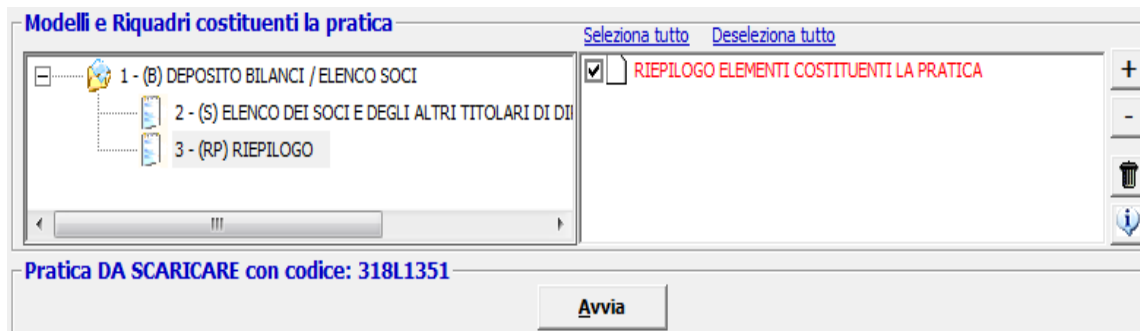 Modelli e Riquadri costituenti la pratica
Seleziona tutto Deseleziona tutto
1 - (B) DEPOSITO BILANCI / ELENCO SOCI
2 - (S) ELENCO DEI SOCI E DEGLI ALTRI TITOLARI DI
3 - (RP) RIEPILOGO
RIEPILOGO ELEMENTI COSTITUENTI LA PRATICA
+
-
Pratica DA SCARICARE con codice: 318L1351
Avvia